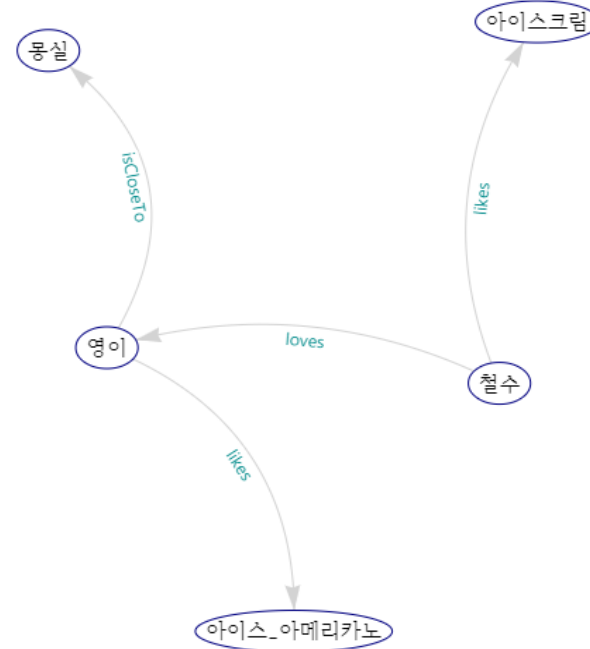 아이스크림
몽실
isCloseTo
likes
loves
영이
철수
likes
아이스_아메리카노